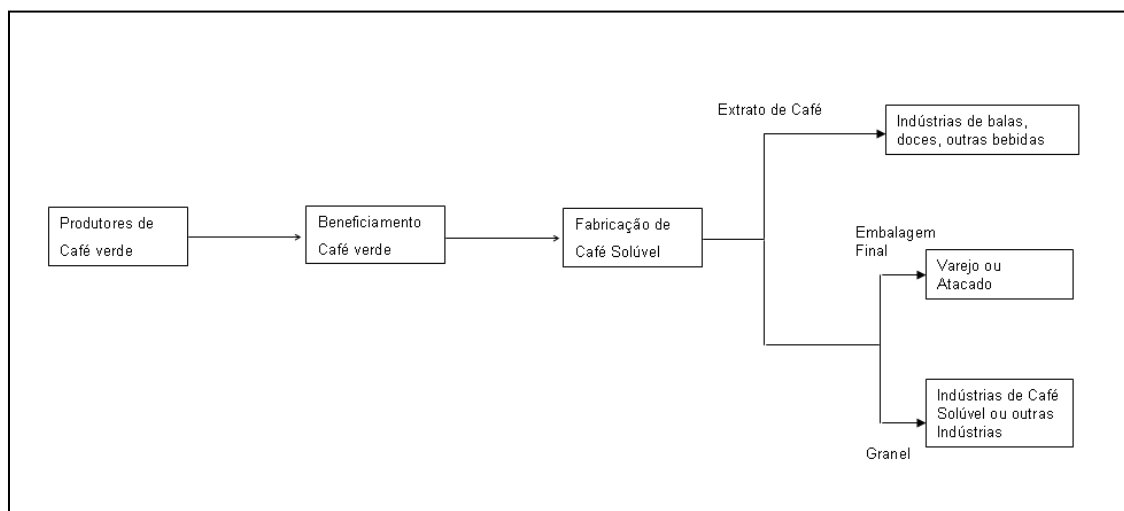 Extrato de Café
Indústrias de balas,
doces, outras bebidas
Produtores de
Café verde
Beneficiamento
Café verde
Fabricação de
Café Solúvel
Embalagem
Final
Varejo ou
Atacado
Indústrias de Café
Solúvel ou outras
Indústrias
Granel